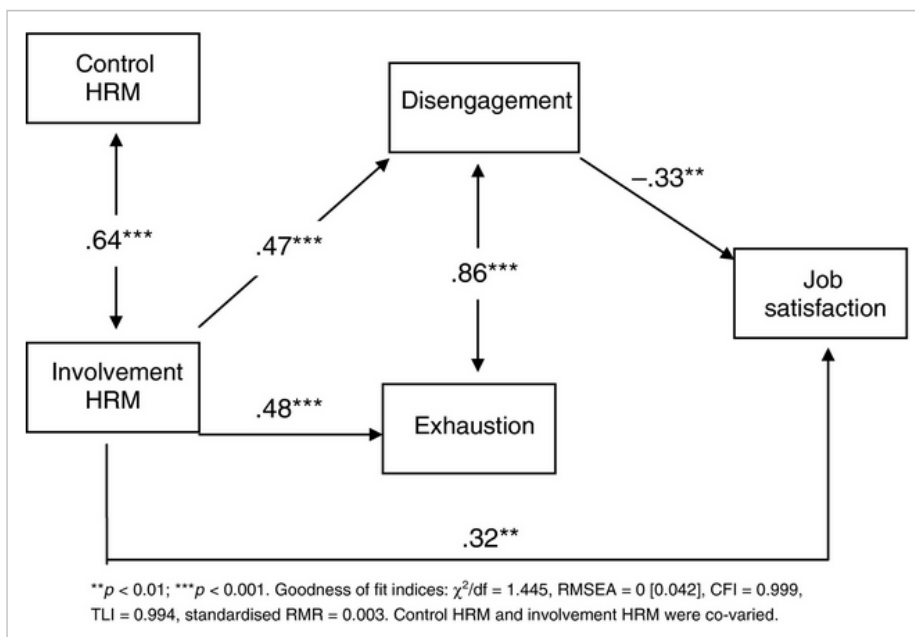 Control
HRM
Disengagement
–.33**
.64***
.47***
.86***
Job
satisfaction
Involvement
HRM
.48***
Exhaustion
.32**
**p < 0.01; ***p < 0.001. Goodness of fit indices: χ²/df = 1.445, RMSEA = 0 [0.042], CFI = 0.999,
TLI = 0.994, standardised RMR = 0.003. Control HRM and involvement HRM were co-varied.